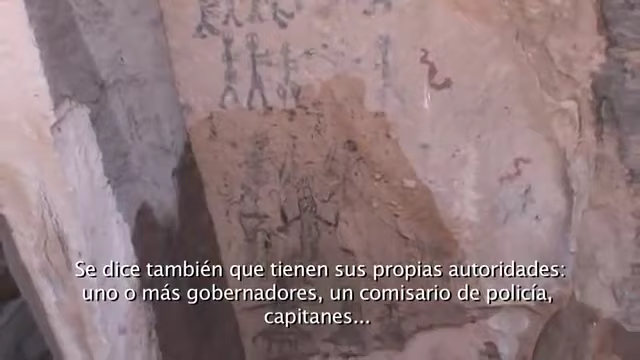 Se dice también que tienen sus propias autoridades:
uno o más gobernadores, un comisario de policía,
capitanes...